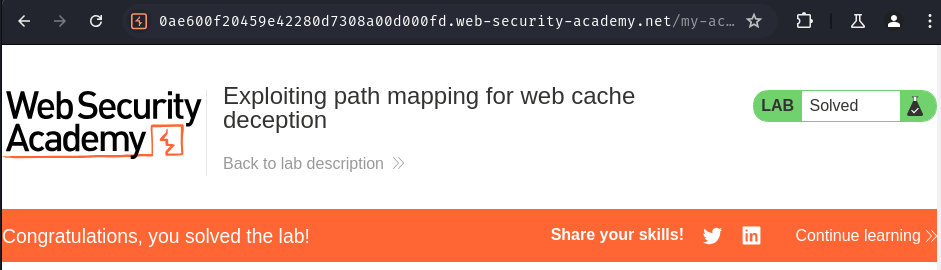 0ae600f20459e42280d7308a00d000fd.web-security-academy.net/my-ac...
Web Security
Academy
Exploiting path mapping for web cache
deception
Back to lab description
LAB Solved
Congratulations, you solved the lab!
Share your skills!
Continue learning